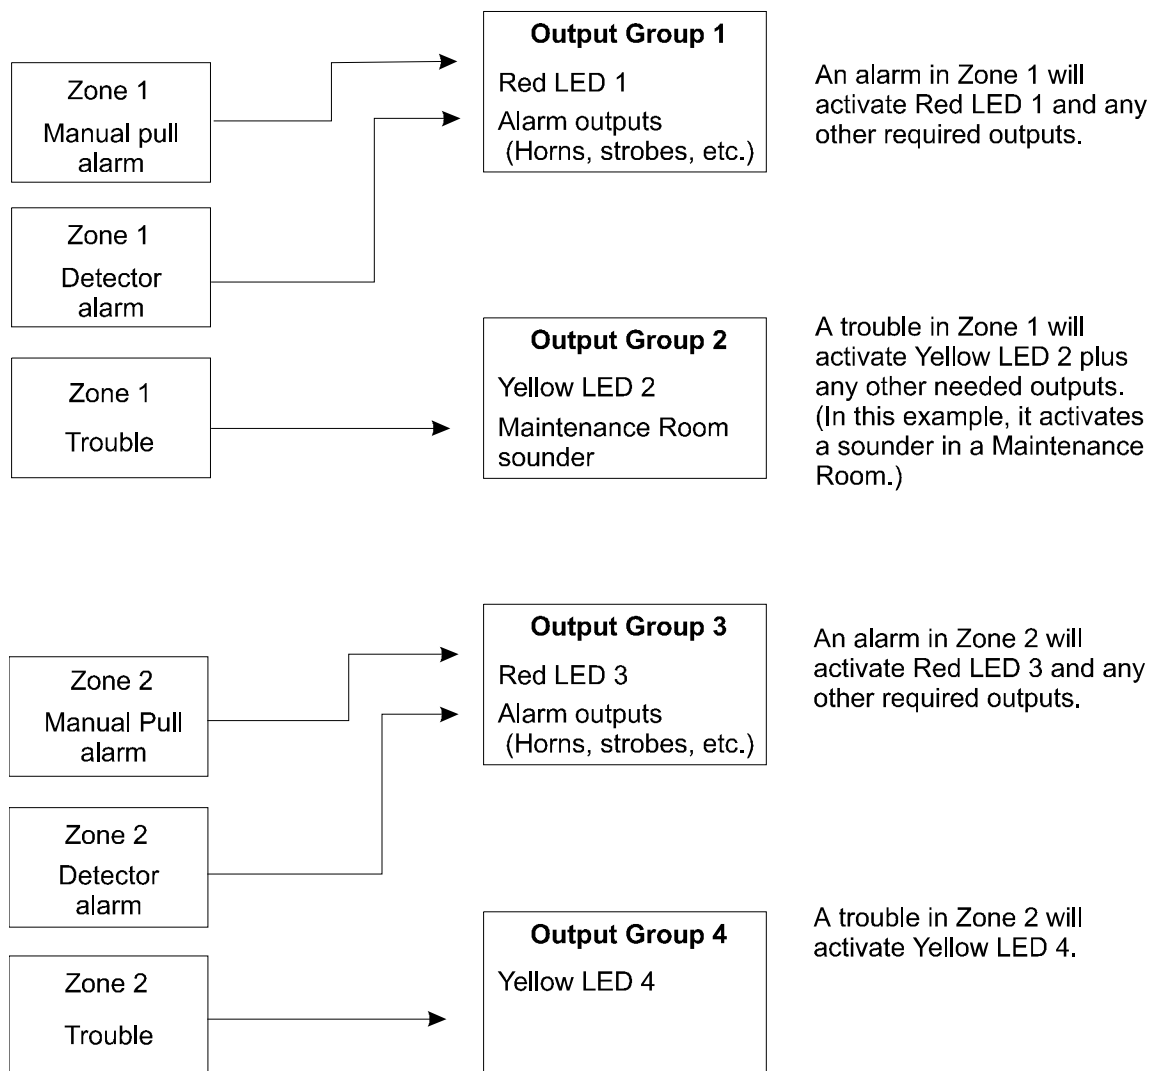 Output Group 1
Red LED 1
Alarm outputs
(Horns, strobes, etc.)
An alarm in Zone 1 will
activate Red LED 1 and any
other required outputs.
Zone 1
Manual pull
alarm
Zone 1
Detector
alarm
Output Group 2
Yellow LED 2
Maintenance Room
sounder
A trouble in Zone 1 will
activate Yellow LED 2 plus
any other needed outputs.
(In this example, it activates
a sounder in a Maintenance
Room.)
Zone 1
Trouble
Output Group 3
Red LED 3
Alarm outputs
(Horns, strobes, etc.)
An alarm in Zone 2 will
activate Red LED 3 and any
other required outputs.
Zone 2
Manual Pull
alarm
Zone 2
Detector
alarm
Output Group 4
Yellow LED 4
A trouble in Zone 2 will
activate Yellow LED 4.
Zone 2
Trouble